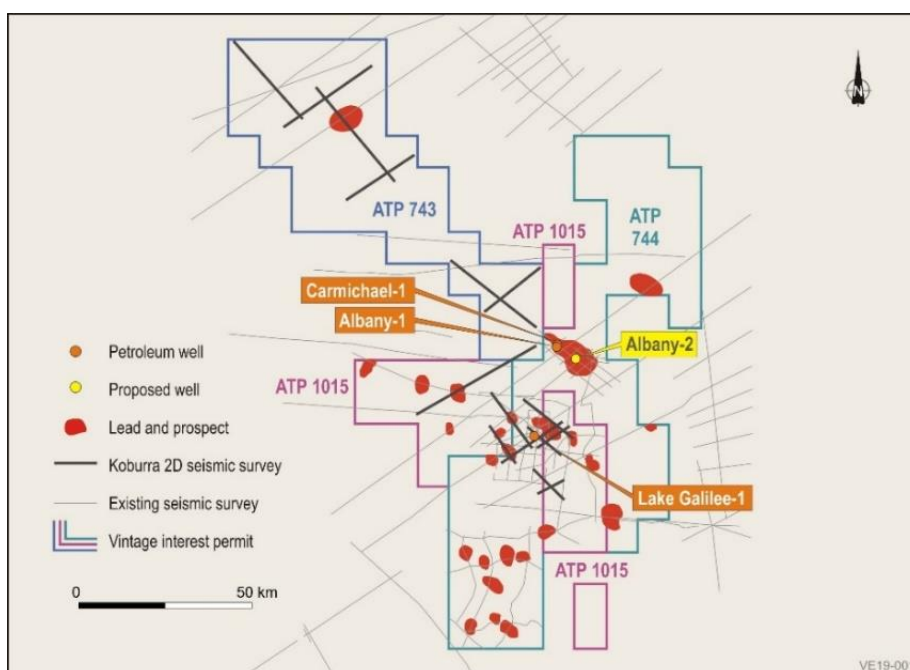 N
ATP 743
ATP 1015
ATP
744
Carmichael-1
Albany-1
Albany-2
ATP 1015
Lake Galilee-1
ATP 1015
Petroleum well
Proposed well
Lead and prospect
Koburra 2D seismic survey
Existing seismic survey
Vintage interest permit
0
50 km
VE19-00